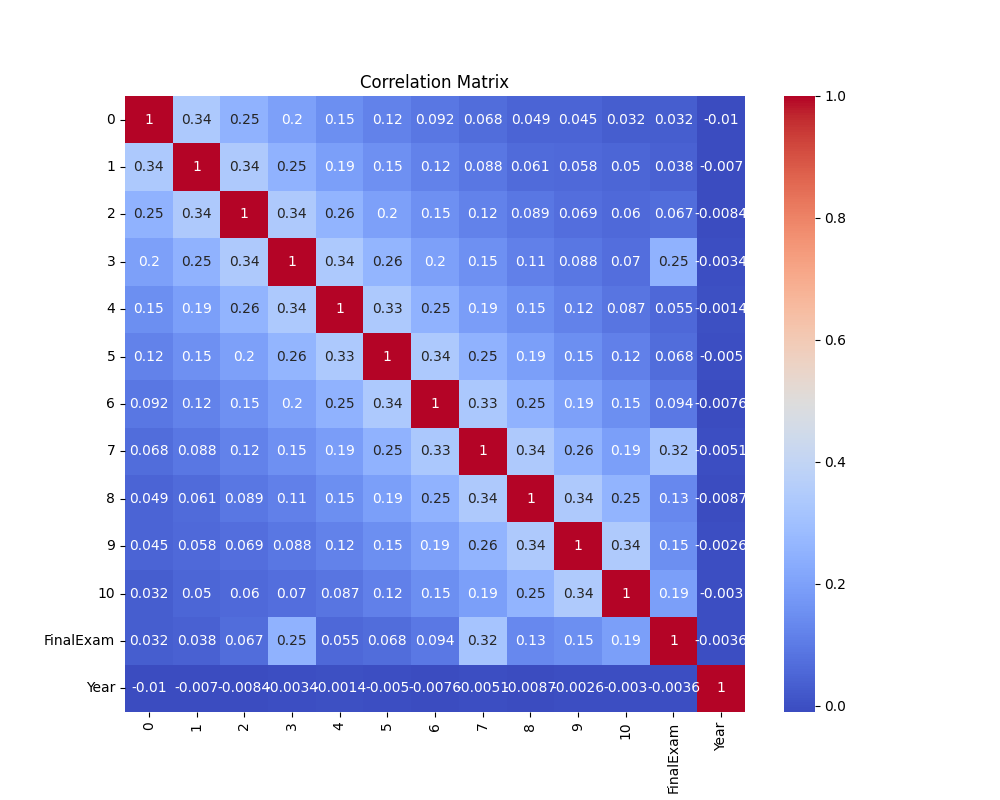 Correlation Matrix
0 1 0.34 0.25 0.2 0.15 0.12 0.092 0.068 0.049 0.045 0.032 0.032 -0.01
1 0.34 1 0.34 0.25 0.19 0.15 0.12 0.088 0.061 0.058 0.05 0.038 -0.007
2 0.25 0.34 1 0.34 0.26 0.2 0.15 0.12 0.089 0.069 0.06 0.067 -0.0084
3 0.2 0.25 0.34 1 0.34 0.26 0.2 0.15 0.11 0.088 0.07 0.25 -0.0034
4 0.15 0.19 0.26 0.34 1 0.33 0.25 0.19 0.15 0.12 0.087 0.055 -0.0014
5 0.12 0.15 0.2 0.26 0.33 1 0.34 0.25 0.19 0.15 0.12 0.068 -0.005
6 0.092 0.12 0.15 0.2 0.25 0.34 1 0.33 0.25 0.19 0.15 0.094 -0.0076
7 0.068 0.088 0.12 0.15 0.19 0.25 0.33 1 0.34 0.26 0.19 0.32 -0.0051
8 0.049 0.061 0.089 0.11 0.15 0.19 0.25 0.34 1 0.34 0.25 0.13 -0.0087
9 0.045 0.058 0.069 0.088 0.12 0.15 0.19 0.26 0.34 1 0.34 0.15 -0.0026
10 0.032 0.05 0.06 0.07 0.087 0.12 0.15 0.19 0.25 0.34 1 0.19 -0.003
FinalExam 0.032 0.038 0.067 0.25 0.055 0.068 0.094 0.32 0.13 0.15 0.19 1 -0.0036
Year -0.01 -0.007 -0.0084 -0.0034 -0.0014 -0.005 -0.0076 -0.0051 -0.0087 -0.0026 -0.003 -0.0036 1
0 1 2 3 4 5 6 7 8 9 10 FinalExam Year
1.0
0.8
0.6
0.4
0.2
0.0